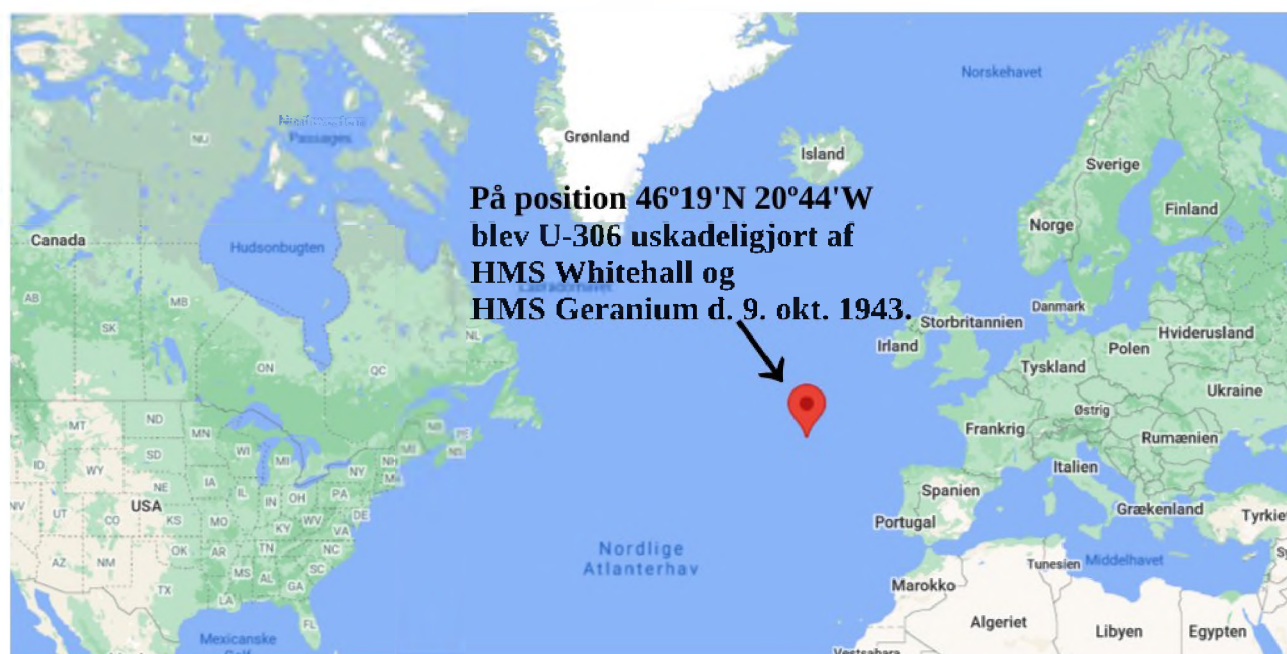 Norskehavet
Grønland
Island
NU
Passages
Sverige
Finland
Norge
På position 46º19'N 20º44'W
blev U-306 uskadeligjort af
HMS Whitehall og
HMS Geranium d. 9. okt. 1943.
Canada
Hudsonbugten
AB
MB
SK
ON
QC
NL
Danmark
Storbritannien
Irland
Hviderusland
Polen
Tyskland
Ukraine
Østrig
Frankrig
Rumænien
Italien
Spanien
Portugal
Grækenland
Tyrkiet
MT
ND
MN
ID
WY
SD
WI
MI
NB
PE
NS
NH
NY
MA
NE
IA
IL
IN
OH
PA
DE
NV
UT
CO
USA
KS
MO
KY
WV
VA
AZ
NM
OK
AR
TN
NC
SC
MS
AL
GA
TX
LA
FL
Nordlige
Atlanterhav
Mexicanske
Marokko
Tunesien
Middelhavet
Algeriet
Libyen
Egypten
Vestsahara